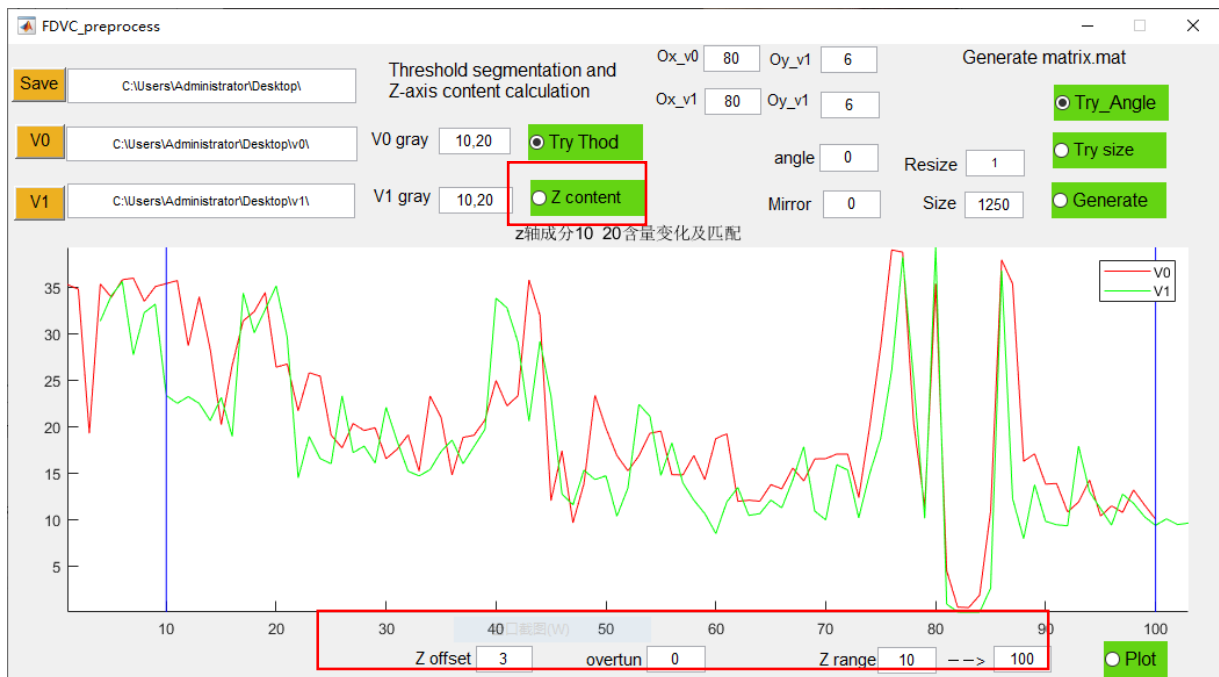 FDVC_preprocess
Save
C:\Users\Administrator\Desktop\
Threshold segmentation and
Z-axis content calculation
Ox_v0 80 Oy_v1 6
Generate matrix.mat
Ox_v1 80 Oy_v1 6
Try_Angle
V0
C:\Users\Administrator\Desktop\v0\
V0 gray 10,20
Try Thod
angle 0
Resize 1
Try size
V1
C:\Users\Administrator\Desktop\v1\
V1 gray 10,20
Z content
Mirror 0
Size 1250
Generate
z轴成分10 20含量变化及匹配
V0
V1
35
30
25
20
15
10
5
10 20 30 40 50 60 70 80 90 100
口截图(W)
Z offset 3 overtun 0 Z range 10 --> 100
Plot